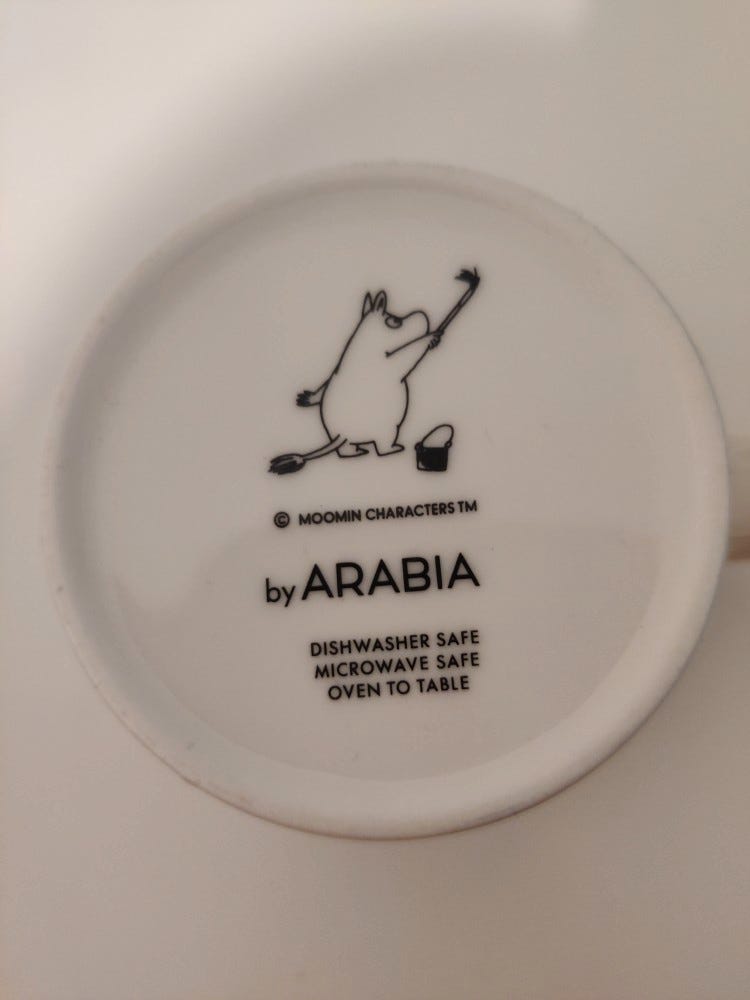 © MOOMIN CHARACTERS TM
by ARABIA
DISHWASHER SAFE
MICROWAVE SAFE
OVEN TO TABLE